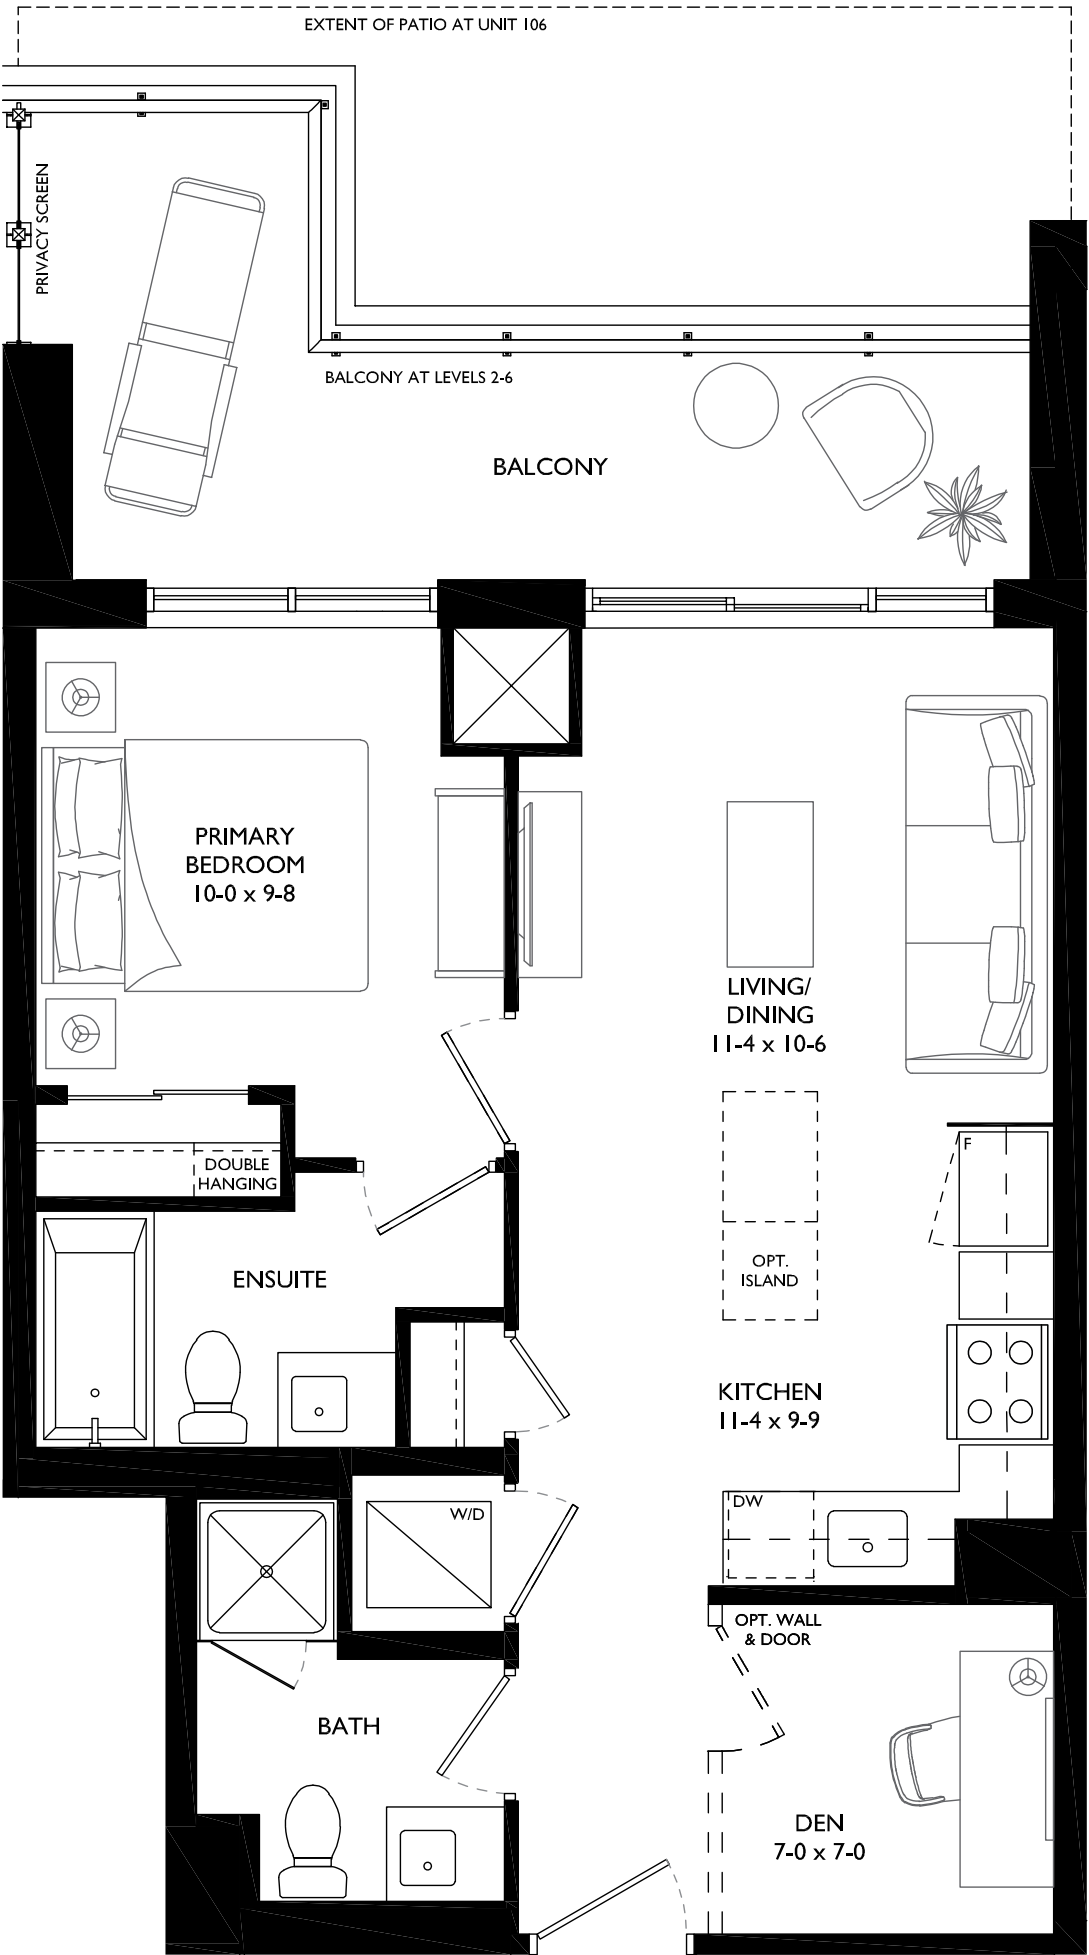 EXTENT OF PATIO AT UNIT 106
PRIVACY SCREEN
BALCONY AT LEVELS 2-6
BALCONY
PRIMARY
BEDROOM
10-0 x 9-8
LIVING/
DINING
11-4 x 10-6
F
DOUBLE
HANGING
OPT.
ISLAND
ENSUITE
KITCHEN
11-4 x 9-9
DW
W/D
OPT. WALL
& DOOR
BATH
DEN
7-0 x 7-0